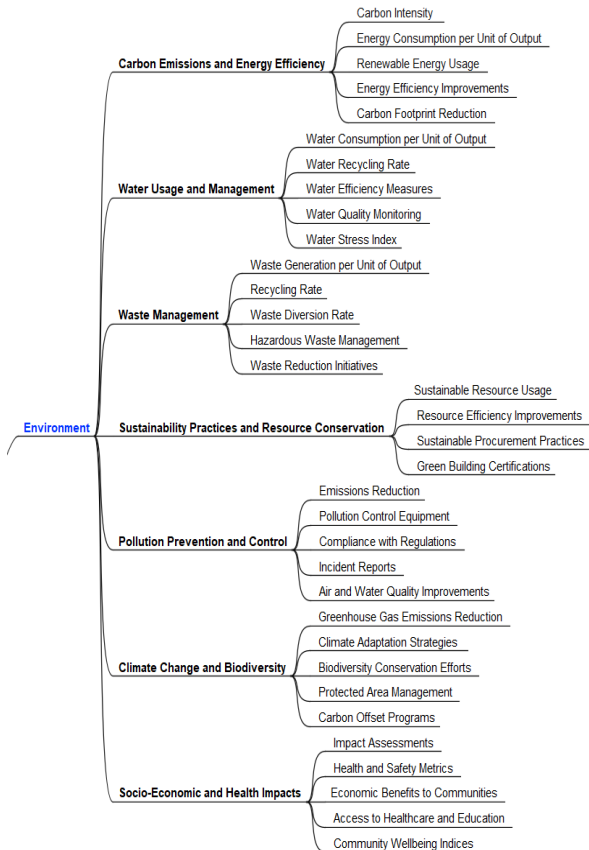 Environment
Carbon Emissions and Energy Efficiency
Carbon Intensity
Energy Consumption per Unit of Output
Renewable Energy Usage
Energy Efficiency Improvements
Carbon Footprint Reduction
Water Usage and Management
Water Consumption per Unit of Output
Water Recycling Rate
Water Efficiency Measures
Water Quality Monitoring
Water Stress Index
Waste Management
Waste Generation per Unit of Output
Recycling Rate
Waste Diversion Rate
Hazardous Waste Management
Waste Reduction Initiatives
Sustainability Practices and Resource Conservation
Sustainable Resource Usage
Resource Efficiency Improvements
Sustainable Procurement Practices
Green Building Certifications
Pollution Prevention and Control
Emissions Reduction
Pollution Control Equipment
Compliance with Regulations
Incident Reports
Air and Water Quality Improvements
Climate Change and Biodiversity
Greenhouse Gas Emissions Reduction
Climate Adaptation Strategies
Biodiversity Conservation Efforts
Protected Area Management
Carbon Offset Programs
Socio-Economic and Health Impacts
Impact Assessments
Health and Safety Metrics
Economic Benefits to Communities
Access to Healthcare and Education
Community Wellbeing Indices